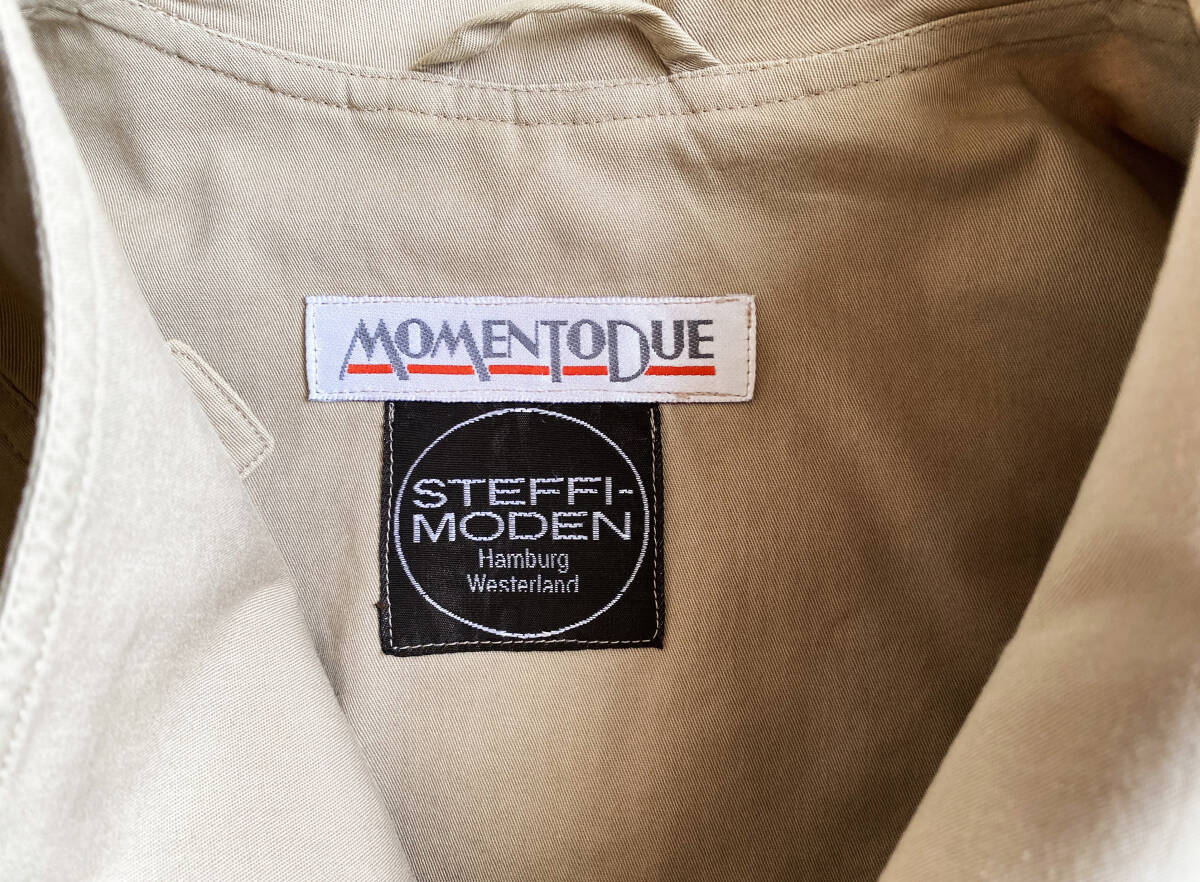 MOMENTODUE
STEFFI-
MODEN
Hamburg
Westerland